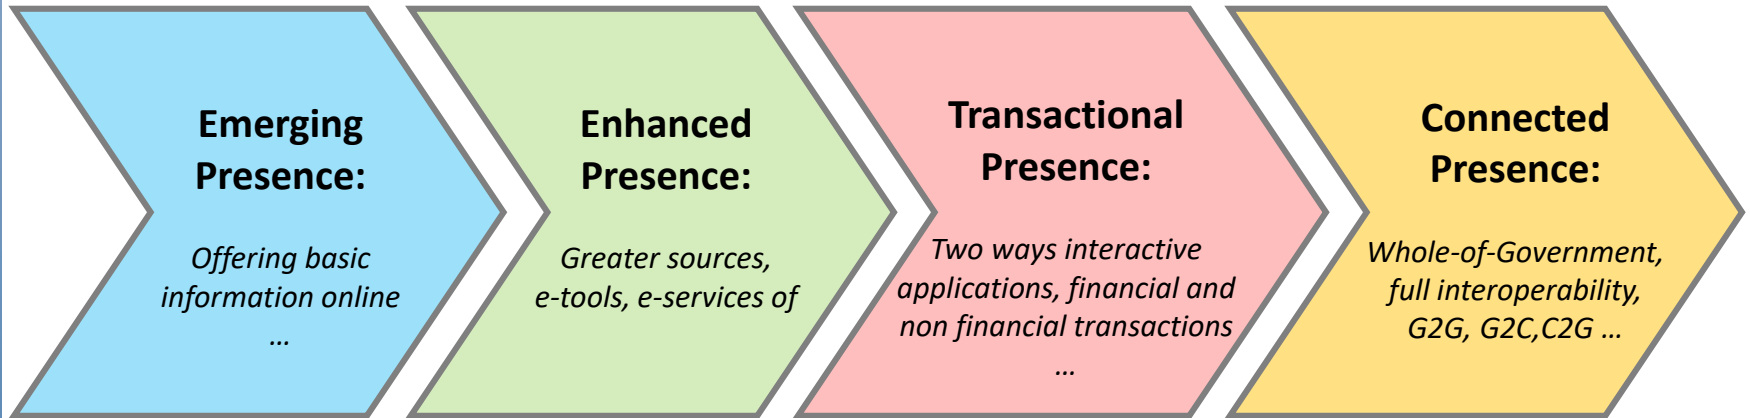 Emerging
Presence:
Offering basic
information online
…
Enhanced
Presence:
Greater sources,
e-tools, e-services of
Transactional
Presence:
Two ways interactive
applications, financial and
non financial transactions
…
Connected
Presence:
Whole-of-Government,
full interoperability,
G2G, G2C,C2G …